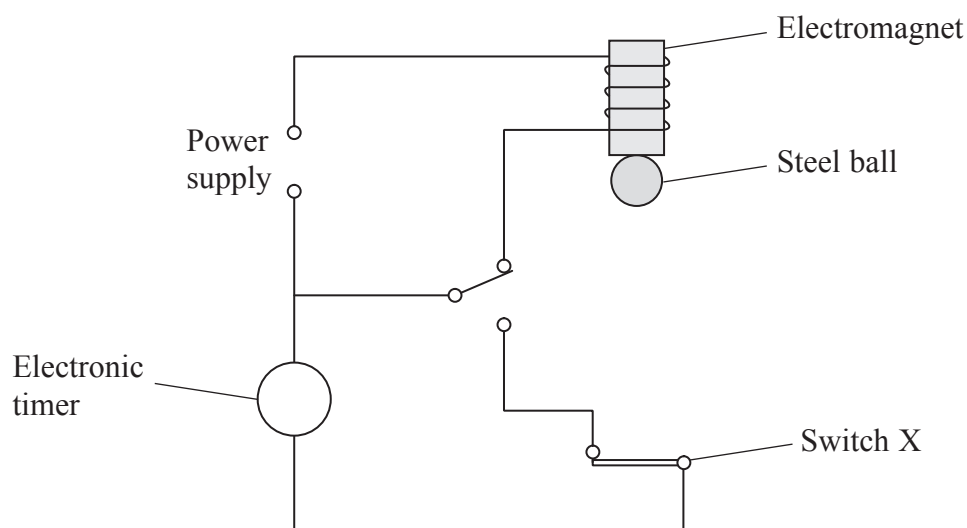 Electromagnet
Power
supply
Steel ball
Electronic
timer
Switch X